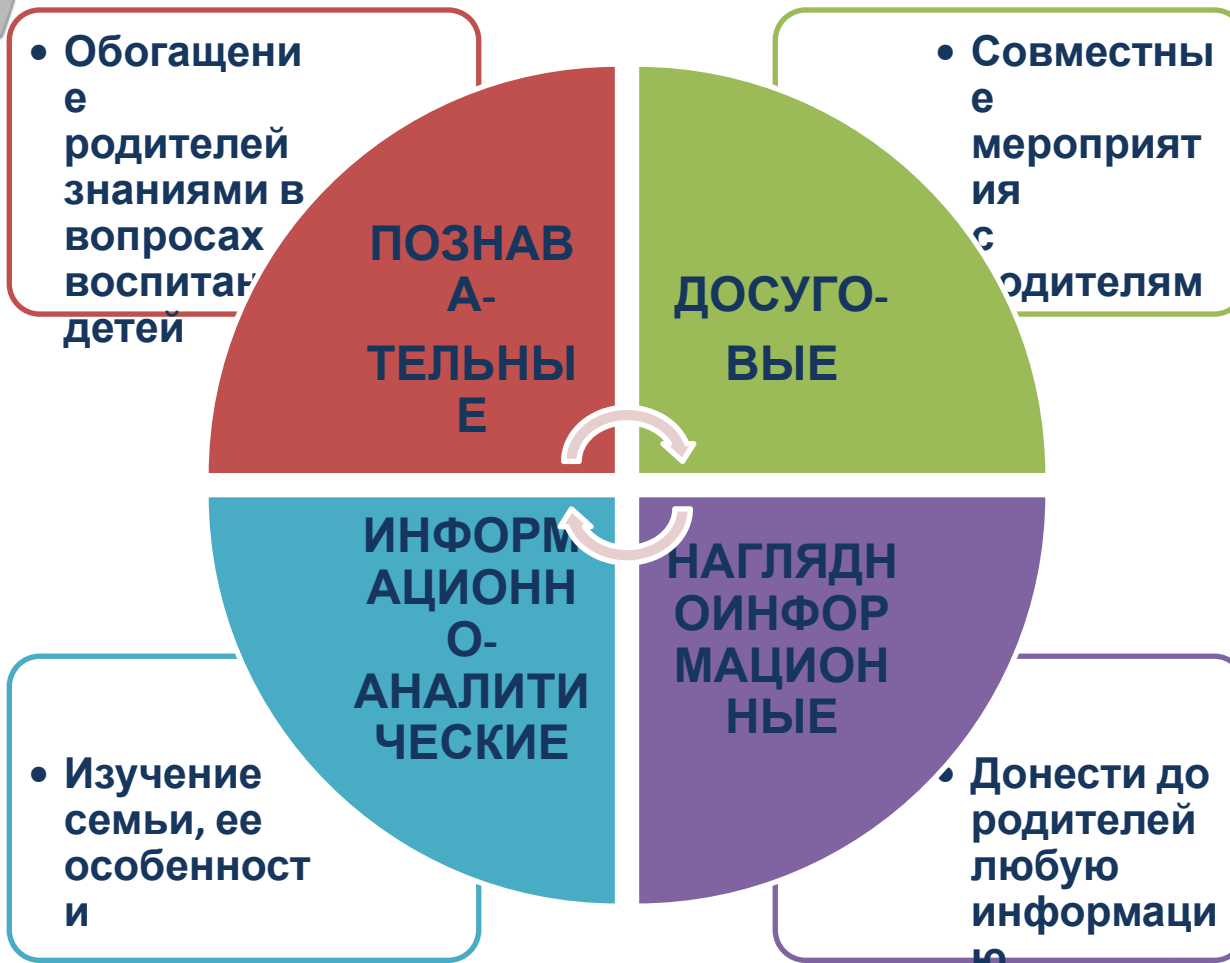 • Обогащени
е
родителей
знаниями в
вопросах
воспитан
детей
• Совместны
е
мероприят
ия
с
одителям
ПОЗНАВ
А-
ТЕЛЬНЫ
Е
ДОСУГО-
ВЫЕ
ИНФОРМ
АЦИОНН
О-
АНАЛИТИ
ЧЕСКИЕ
НАГЛЯДН
ОИНФОР
МАЦИОН
НЫЕ
• Изучение
семьи, ее
особенност
и
• Донести до
родителей
любую
информаци
ю